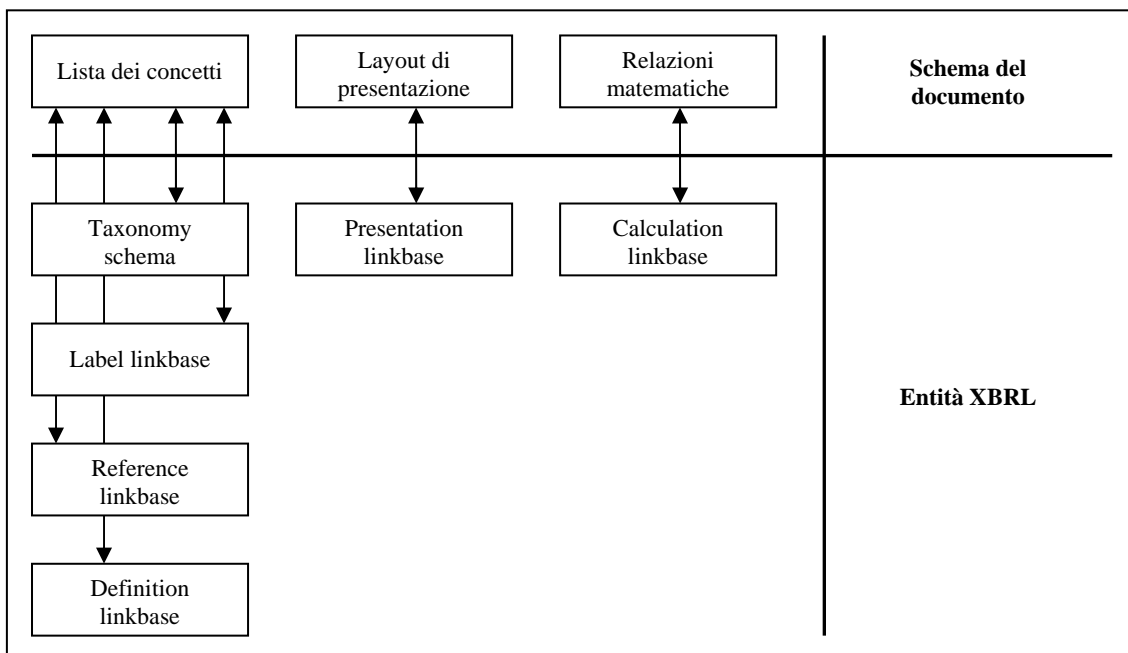 Lista dei concetti
Layout di
presentazione
Relazioni
matematiche
Schema del
documento
Taxonomy
schema
Presentation
linkbase
Calculation
linkbase
Label linkbase
Entità XBRL
Reference
linkbase
Definition
linkbase